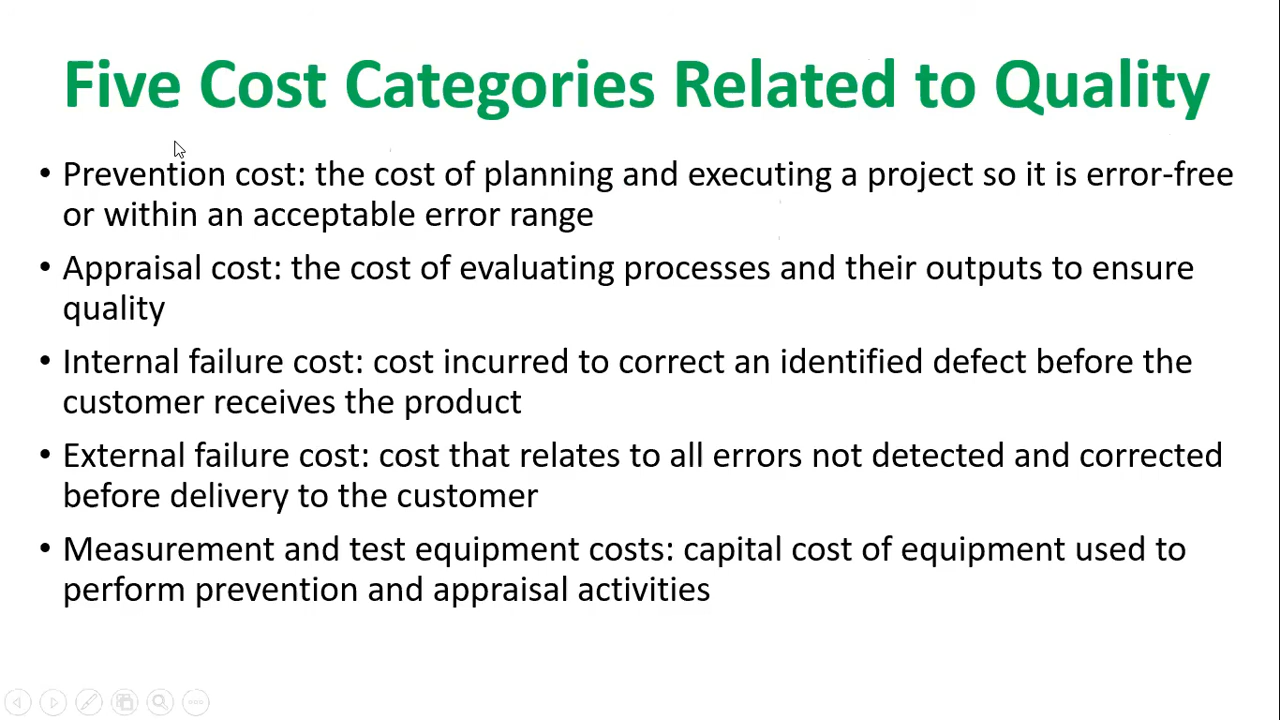 Five Cost Categories Related to Quality
• Prevention cost: the cost of planning and executing a project so it is error-free
or within an acceptable error range
• Appraisal cost: the cost of evaluating processes and their outputs to ensure
quality
• Internal failure cost: cost incurred to correct an identified defect before the
customer receives the product
• External failure cost: cost that relates to all errors not detected and corrected
before delivery to the customer
• Measurement and test equipment costs: capital cost of equipment used to
perform prevention and appraisal activities